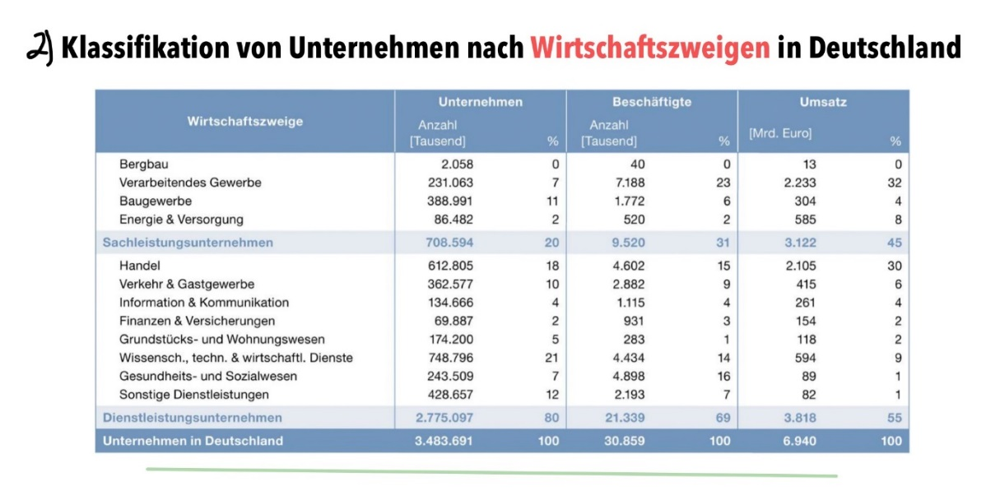 2) Klassifikation von Unternehmen nach Wirtschaftszweigen in Deutschland
Wirtschaftszweige Unternehmen Beschäftigte Umsatz
Anzahl [Tausend] % Anzahl [Tausend] % [Mrd. Euro] %
Bergbau 2.058 0 40 0 13 0
Verarbeitendes Gewerbe 231.063 7 7.188 23 2.233 32
Baugewerbe 388.991 11 1.772 6 304 4
Energie & Versorgung 86.482 2 520 2 585 8
Sachleistungsunternehmen 708.594 20 9.520 31 3.122 45
Handel 612.805 18 4.602 15 2.105 30
Verkehr & Gastgewerbe 362.577 10 2.882 9 415 6
Information & Kommunikation 134.666 4 1.115 4 261 4
Finanzen & Versicherungen 69.887 2 931 3 154 2
Grundstücks- und Wohnungswesen 174.200 5 283 1 118 2
Wissensch., techn. & wirtschaftl. Dienste 748.796 21 4.434 14 594 9
Gesundheits- und Sozialwesen 243.509 7 4.898 16 89 1
Sonstige Dienstleistungen 428.657 12 2.193 7 82 1
Dienstleistungsunternehmen 2.775.097 80 21.339 69 3.818 55
Unternehmen in Deutschland 3.483.691 100 30.859 100 6.940 100